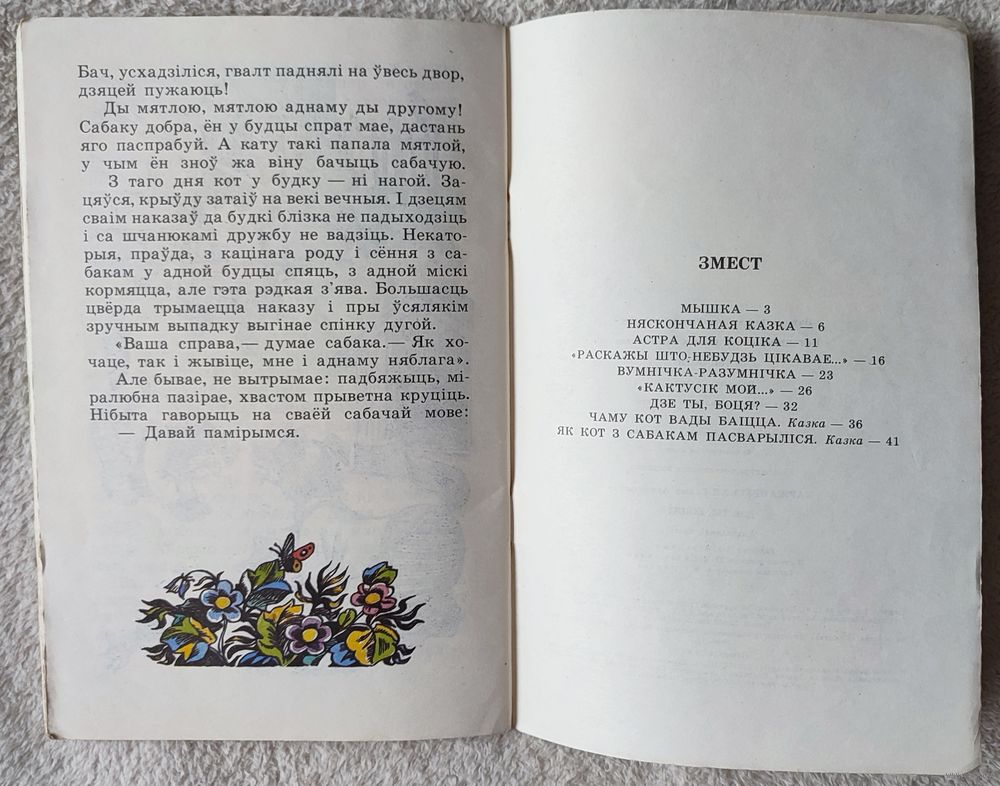 Бач, усхадзіліся, гвалт паднялі на ўвесь двор,
дзяцей пужаюць!
Ды мятлою, мятлою аднаму ды другому!
Сабаку добра, ён у будцы спрат мае, дастань
яго паспрабуй. А кату такі папала мятлой,
у чым ён зноў жа віну бачыць сабачую.
З таго дня кот у будку — ні нагой. За-
цяўся, крыўду затаіў на векі вечныя. І дзецям
сваім наказаў да будкі блізка не падыходзіць
і са шчанюкамі дружбу не вадзіць. Некато-
рыя, праўда, з кацінага роду і сёння з са-
бакам у адной будцы спяць, з адной міскі
кормяцца, але гэта рэдкая з'ява. Большасць
цвёрда трымаецца наказу і пры ўсялякім
зручным выпадку выгінае спінку дугой.
«Ваша справа,— думае сабака.— Як хо-
чаце, так і жывіце, мне і аднаму няблага».
Але бывае, не вытрымае: падбяжыць, мі-
ралюбна пазірае, хвастом прыветна круціць.
Нібыта гаворыць на сваёй сабачай мове:
— Давай памірымся.
ЗМЕСТ
МЫШКА — 3
НЯСКОНЧАНАЯ КАЗКА — 6
АСТРА ДЛЯ КОЦІКА — 11
«РАСКАЖЫ ШТО-НЕБУДЗЬ ЦІКАВАЕ...» — 16
ВУМНІЧКА-РАЗУМНІЧКА — 23
«КАКТУСІК МОЙ...» — 26
ДЗЕ ТЫ, БОЦЯ? — 32
ЧАМУ КОТ ВАДЫ БАІЦЦА. Казка — 36
ЯК КОТ З САБАКАМ ПАСВАРЫЛІСЯ. Казка — 41